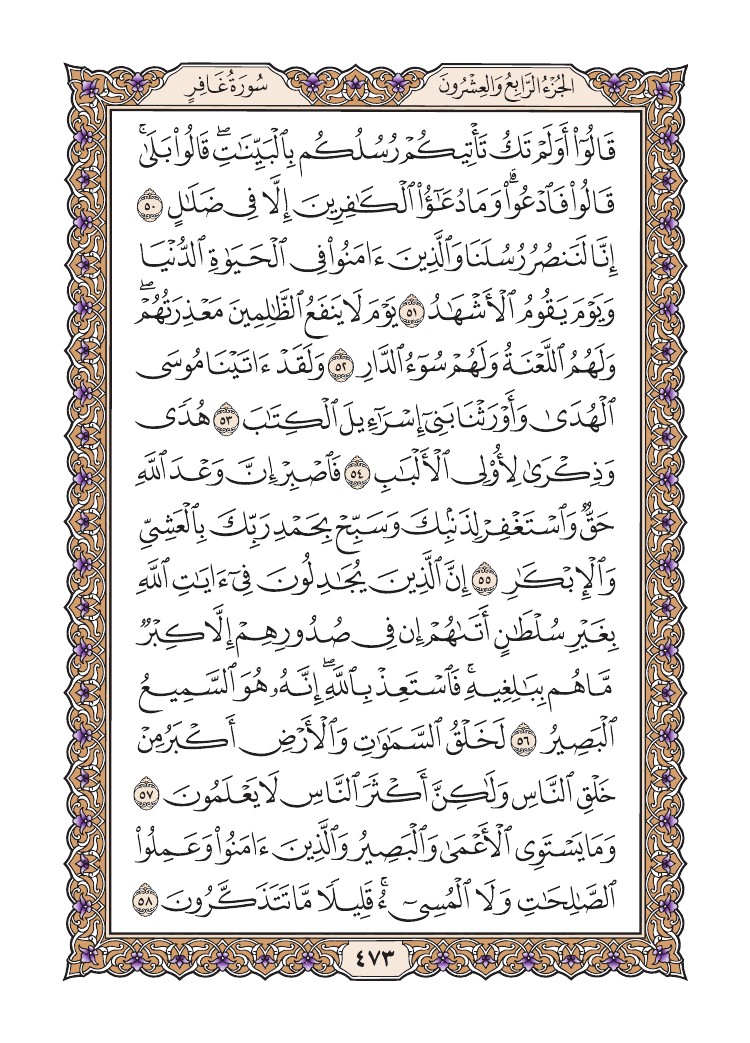 الجُزْءُ الرَّابِعُ وَالعِشْرُونَ سُورَةُ غَافِرٍ
قَالُوٓاْ أَوَلَمْ تَكُ تَأْتِيكُمْ رُسُلُكُم بِٱلْبَيِّنَٰتِۖ قَالُواْ بَلَىٰۚ
قَالُواْ فَٱدْعُواْۗ وَمَا دُعَٰٓؤُاْ ٱلْكَٰفِرِينَ إِلَّا فِى ضَلَٰلٍ ٥٠
إِنَّا لَنَنصُرُ رُسُلَنَا وَٱلَّذِينَ ءَامَنُواْ فِى ٱلْحَيَوٰةِ ٱلدُّنْيَا
وَيَوْمَ يَقُومُ ٱلْأَشْهَٰدُ ٥١ يَوْمَ لَا يَنفَعُ ٱلظَّٰلِمِينَ مَعْذِرَتُهُمْۖ
وَلَهُمُ ٱللَّعْنَةُ وَلَهُمْ سُوٓءُ ٱلدَّارِ ٥٢ وَلَقَدْ ءَاتَيْنَا مُوسَى
ٱلْهُدَىٰ وَأَوْرَثْنَا بَنِىٓ إِسْرَٰٓءِيلَ ٱلْكِتَٰبَ ٥٣ هُدًى
وَذِكْرَىٰ لِأُوْلِى ٱلْأَلْبَٰبِ ٥٤ فَٱصْبِرْ إِنَّ وَعْدَ ٱللَّهِ
حَقٌّ وَٱسْتَغْفِرْ لِذَنۢبِكَ وَسَبِّحْ بِحَمْدِ رَبِّكَ بِٱلْعَشِىِّ
وَٱلْإِبْكَٰرِ ٥٥ إِنَّ ٱلَّذِينَ يُجَٰدِلُونَ فِىٓ ءَايَٰتِ ٱللَّهِ
بِغَيْرِ سُلْطَٰنٍ أَتَىٰهُمْ إِن فِى صُدُورِهِمْ إِلَّا كِبْرٌ
مَّا هُم بِبَٰلِغِيهِۚ فَٱسْتَعِذْ بِٱللَّهِۖ إِنَّهُۥ هُوَ ٱلسَّمِيعُ
ٱلْبَصِيرُ ٥٦ لَخَلْقُ ٱلسَّمَٰوَٰتِ وَٱلْأَرْضِ أَكْبَرُ مِنْ
خَلْقِ ٱلنَّاسِ وَلَٰكِنَّ أَكْثَرَ ٱلنَّاسِ لَا يَعْلَمُونَ ٥٧
وَمَا يَسْتَوِى ٱلْأَعْمَىٰ وَٱلْبَصِيرُ وَٱلَّذِينَ ءَامَنُواْ وَعَمِلُواْ
ٱلصَّٰلِحَٰتِ وَلَا ٱلْمُسِىٓءُۚ قَلِيلًا مَّا تَتَذَكَّرُونَ ٥٨
٤٧٣